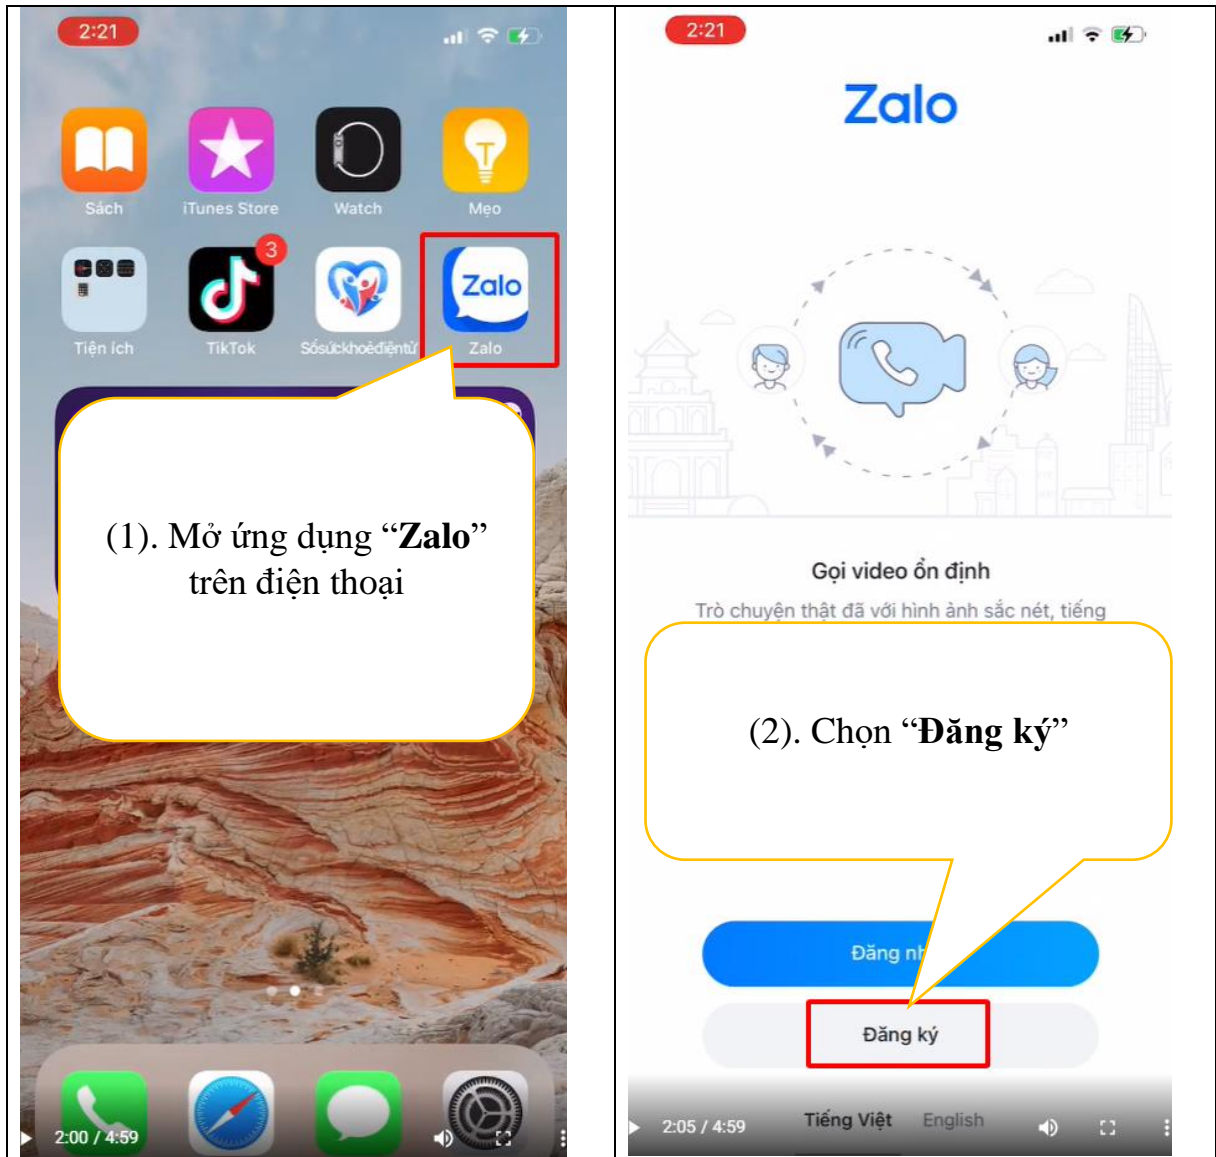 2:21
Sách
iTunes Store
Watch
Mẹo
3
Zalo
Tiện ích
TikTok
Sổsứckhoẻđiệntử
Zalo
(1). Mở ứng dụng “Zalo”
trên điện thoại
2:00 / 4:59
2:21
Zalo
Gọi video ổn định
Trò chuyện thật đã với hình ảnh sắc nét, tiếng
(2). Chọn “Đăng ký”
Đăng
Đăng ký
Tiếng Việt English
2:05 / 4:59